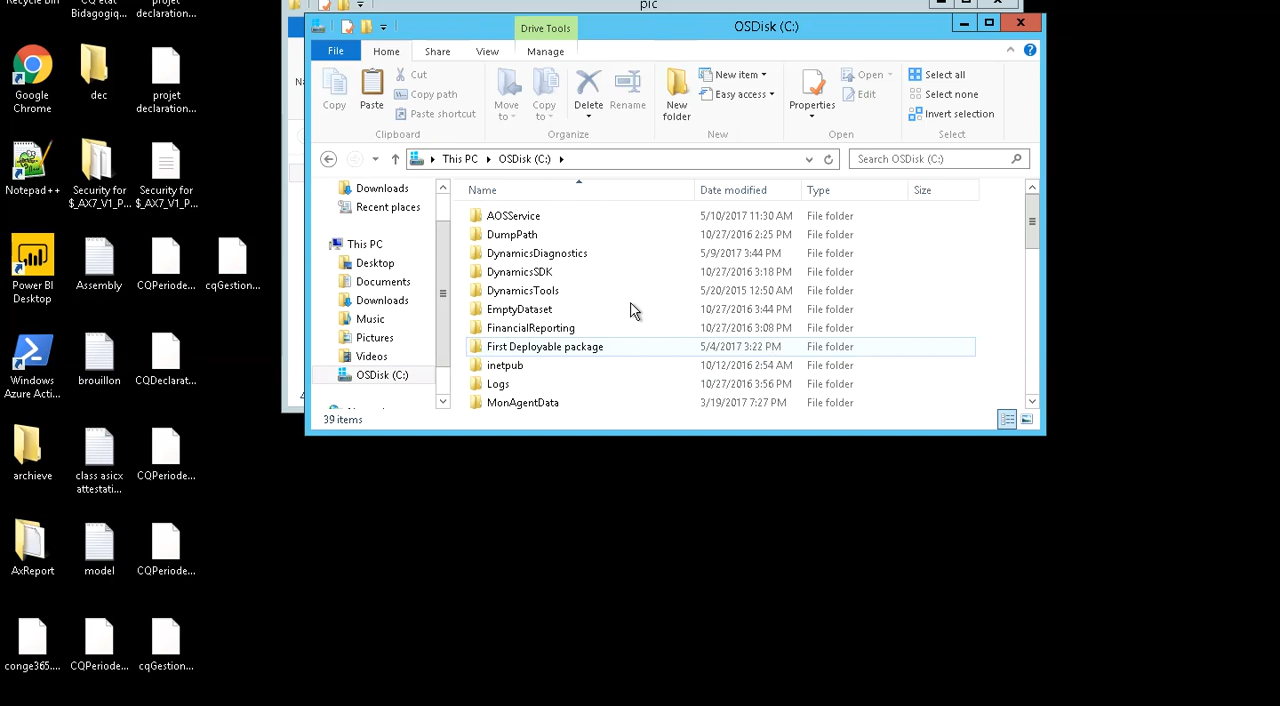 Recycle Bin
CQ état Bidagogiq...
projet declaration...
Google Chrome
dec
projet declaration...
Notepad++
Security for $_AX7_V1_P...
Security for $_AX7_V1_P...
Power BI Desktop
Assembly
CQPeriode...
cqGestion...
Windows Azure Acti...
brouillon
CQDeclarat...
archieve
class asicx attestati...
CQPeriode...
AxReport
model
CQPeriode...
conge365....
CQPeriode...
cqGestion...
pic
Drive Tools
OSDisk (C:)
File Home Share View Manage
Copy
Paste
Cut
Copy path
Paste shortcut
Clipboard
Move to
Copy to
Delete
Rename
Organize
New folder
New item
Easy access
New
Properties
Open
Edit
Open
Select all
Select none
Invert selection
Select
This PC
OSDisk (C:)
Search OSDisk (C:)
Downloads
Recent places
This PC
Desktop
Documents
Downloads
Music
Pictures
Videos
OSDisk (C:)
Name Date modified Type Size
AOSService 5/10/2017 11:30 AM File folder
DumpPath 10/27/2016 2:25 PM File folder
DynamicsDiagnostics 5/9/2017 3:44 PM File folder
DynamicsSDK 10/27/2016 3:18 PM File folder
DynamicsTools 5/20/2015 12:50 AM File folder
EmptyDataset 10/27/2016 3:44 PM File folder
FinancialReporting 10/27/2016 3:08 PM File folder
First Deployable package 5/4/2017 3:22 PM File folder
inetpub 10/12/2016 2:54 AM File folder
Logs 10/27/2016 3:56 PM File folder
MonAgentData 3/19/2017 7:27 PM File folder
39 items